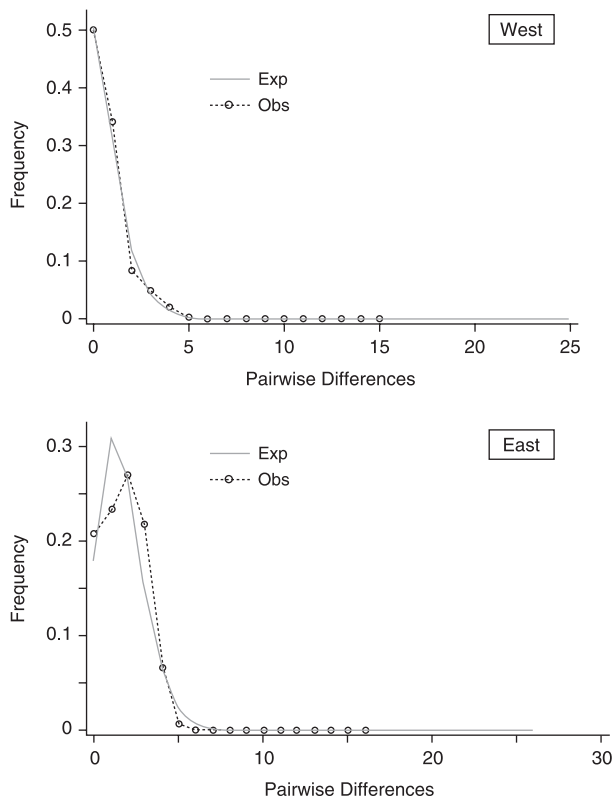 West
0.5
0.4
0.3
0.2
0.1
0
Frequency
Exp
Obs
0 5 10 15 20 25
Pairwise Differences
East
0.3
0.2
0.1
0
Frequency
Exp
Obs
0 10 20 30
Pairwise Differences